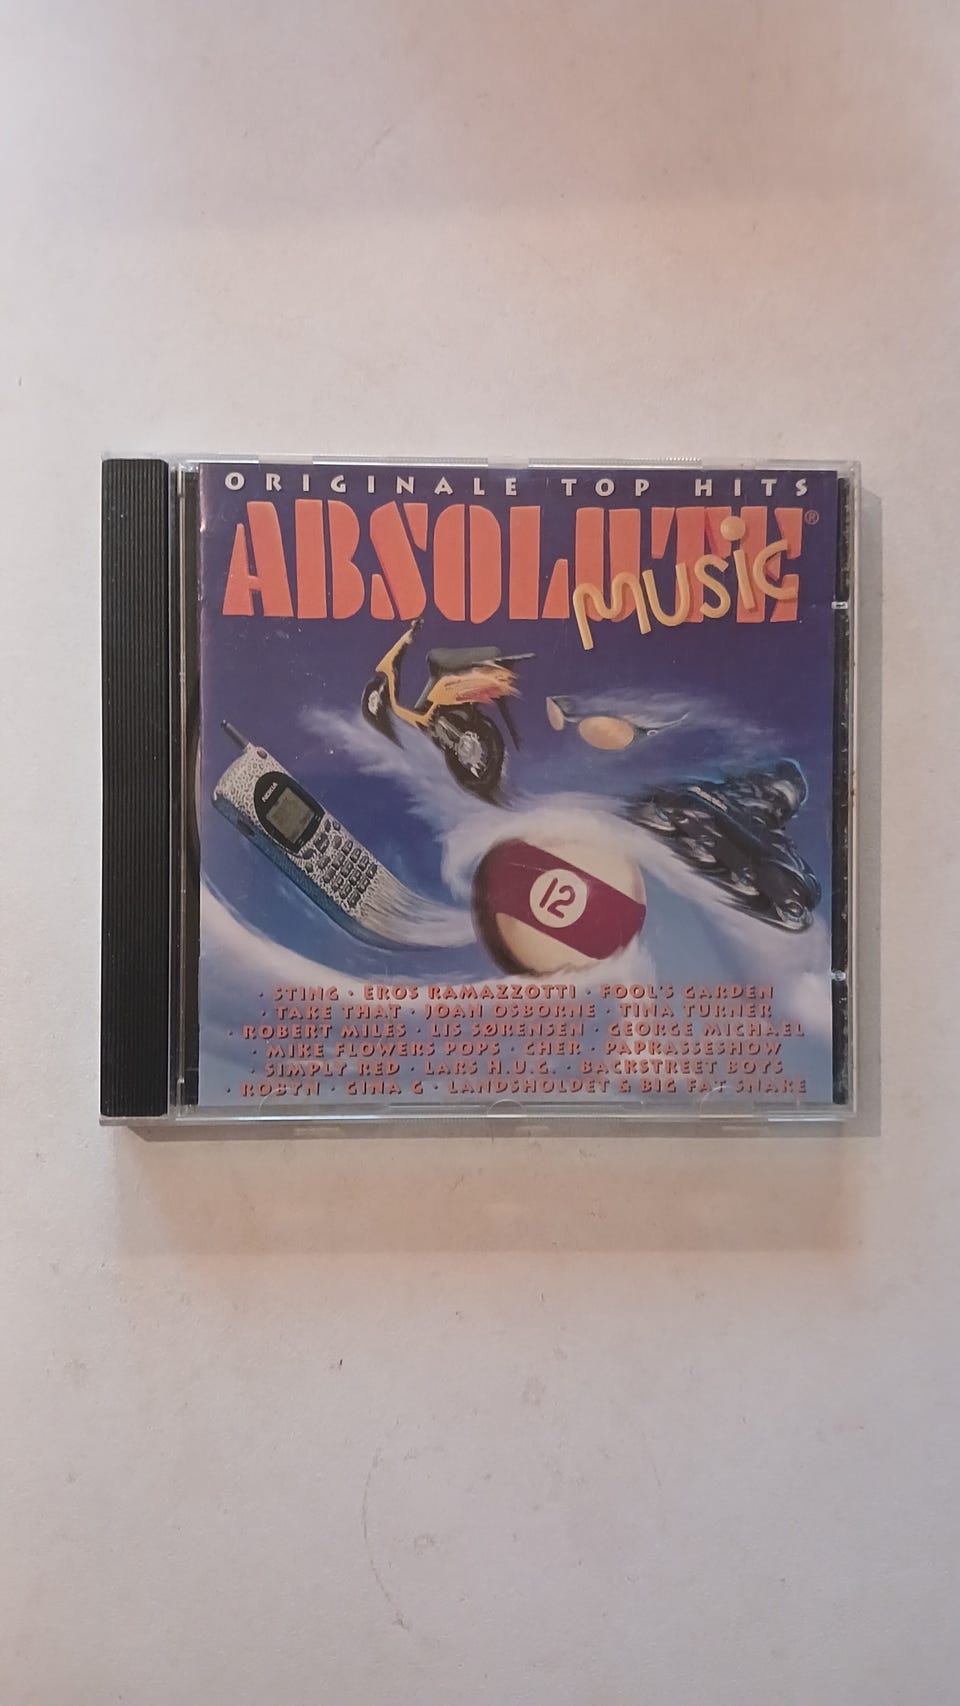 ORIGINALE TOP HITS
ABSOLUTE®
MUSIC
NOKIA
12
· STING · EROS RAMAZZOTTI · FOOL'S GARDEN
· TAKE THAT · JOAN OSBORNE · TINA TURNER
· ROBERT MILES · LIS SØRENSEN · GEORGE MICHAEL
· MIKE FLOWERS POPS · CHER · PAPRASSESHOW
· SIMPLY RED · LARS H.U.G. · BACKSTREET BOYS
· ROBYN · GINA G · LANDSHOLDET & BIG FAT SNAKE